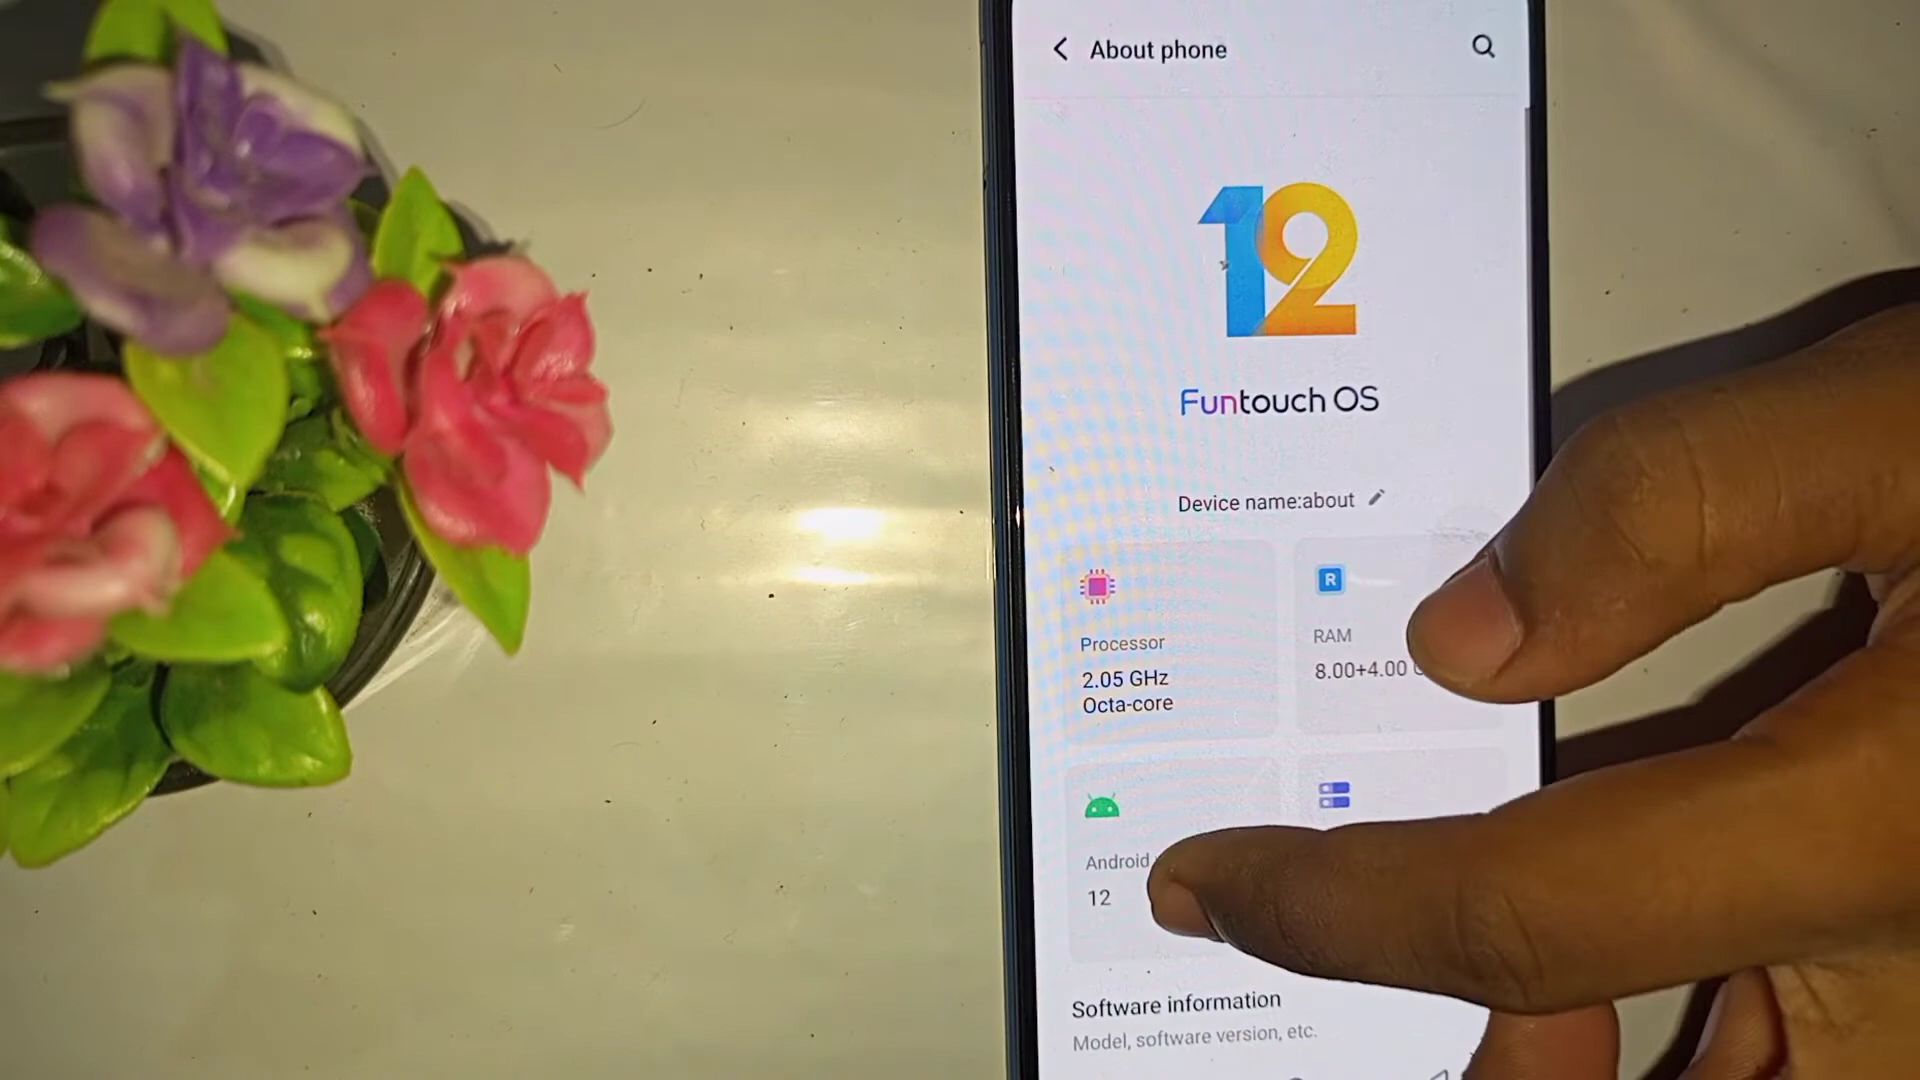 About phone
12
Funtouch OS
Device name:about
Processor
2.05 GHz
Octa-core
R
RAM
8.00+4.00
Android
12
Software information
Model, software version, etc.